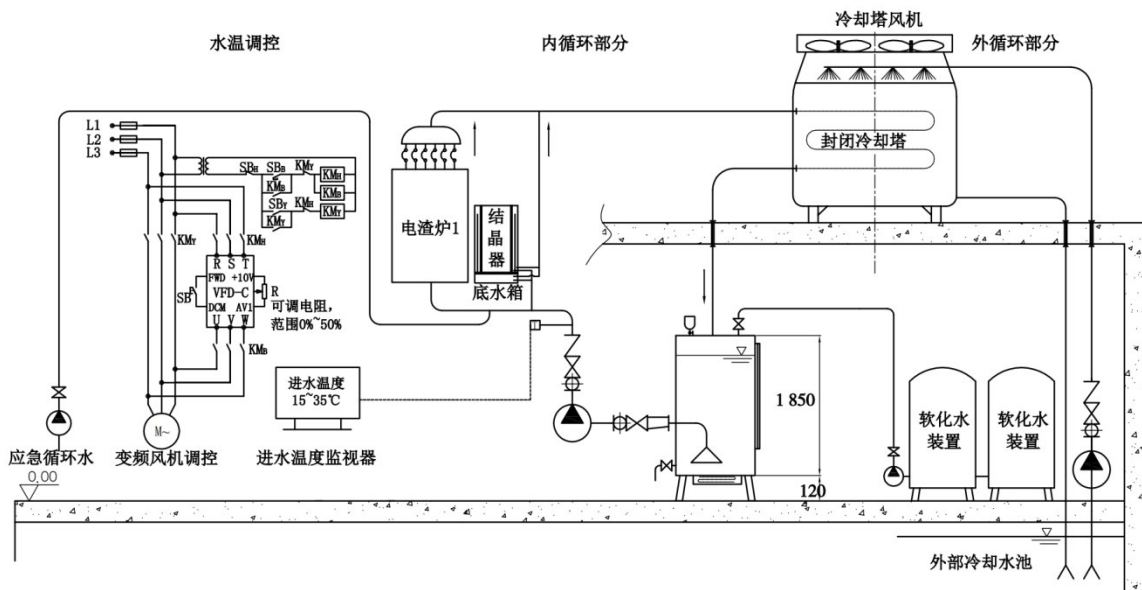 水温调控
内循环部分
冷却塔风机
外循环部分
L1
L2
L3
SBH
SBB
KMY
KMH
KMB
KMB
SBY
KMH
KMY
KMY
封闭冷却塔
电渣炉1
结晶器
底水箱
KMY
KMH
R S T
FWD +10V
SB
VFD-C
R
DCM AVI
可调电阻，
范围0%~50%
U V W
KMB
进水温度
15~35℃
1 850
软化水
装置
软化水
装置
M~
应急循环水
变频风机调控
进水温度监视器
0.00
120
外部冷却水池